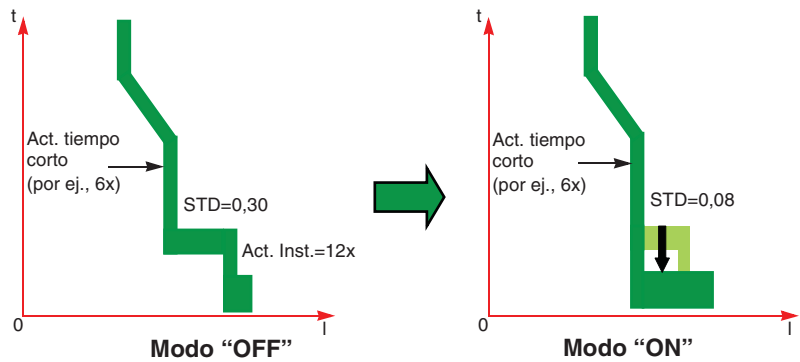 t
Act. tiempo
corto
(por ej., 6x)
STD=0,30
Act. Inst.=12x
0
I
Modo “OFF”
t
Act. tiempo
corto
(por ej., 6x)
STD=0,08
0
I
Modo “ON”